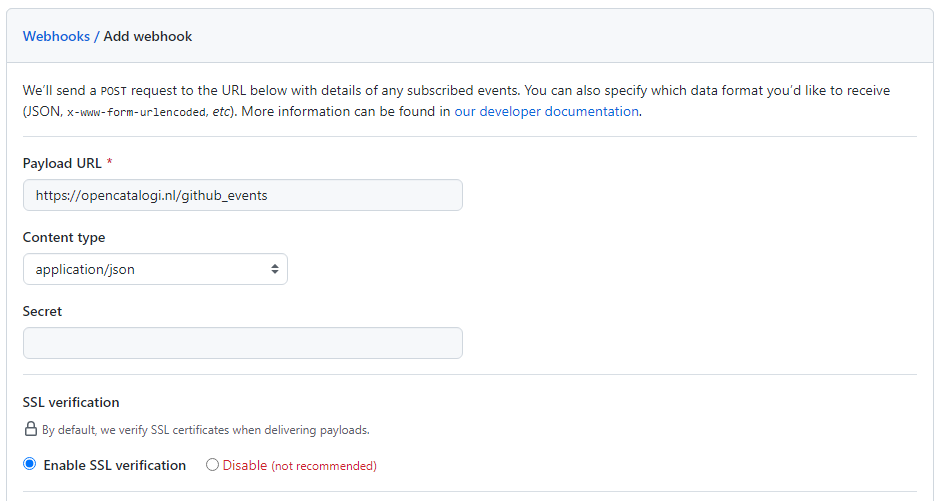 Webhooks / Add webhook
We’ll send a POST request to the URL below with details of any subscribed events. You can also specify which data format you’d like to receive
(JSON, x-www-form-urlencoded, etc). More information can be found in our developer documentation.
Payload URL *
https://opencatalogi.nl/github_events
Content type
application/json
Secret
SSL verification
By default, we verify SSL certificates when delivering payloads.
Enable SSL verification Disable (not recommended)